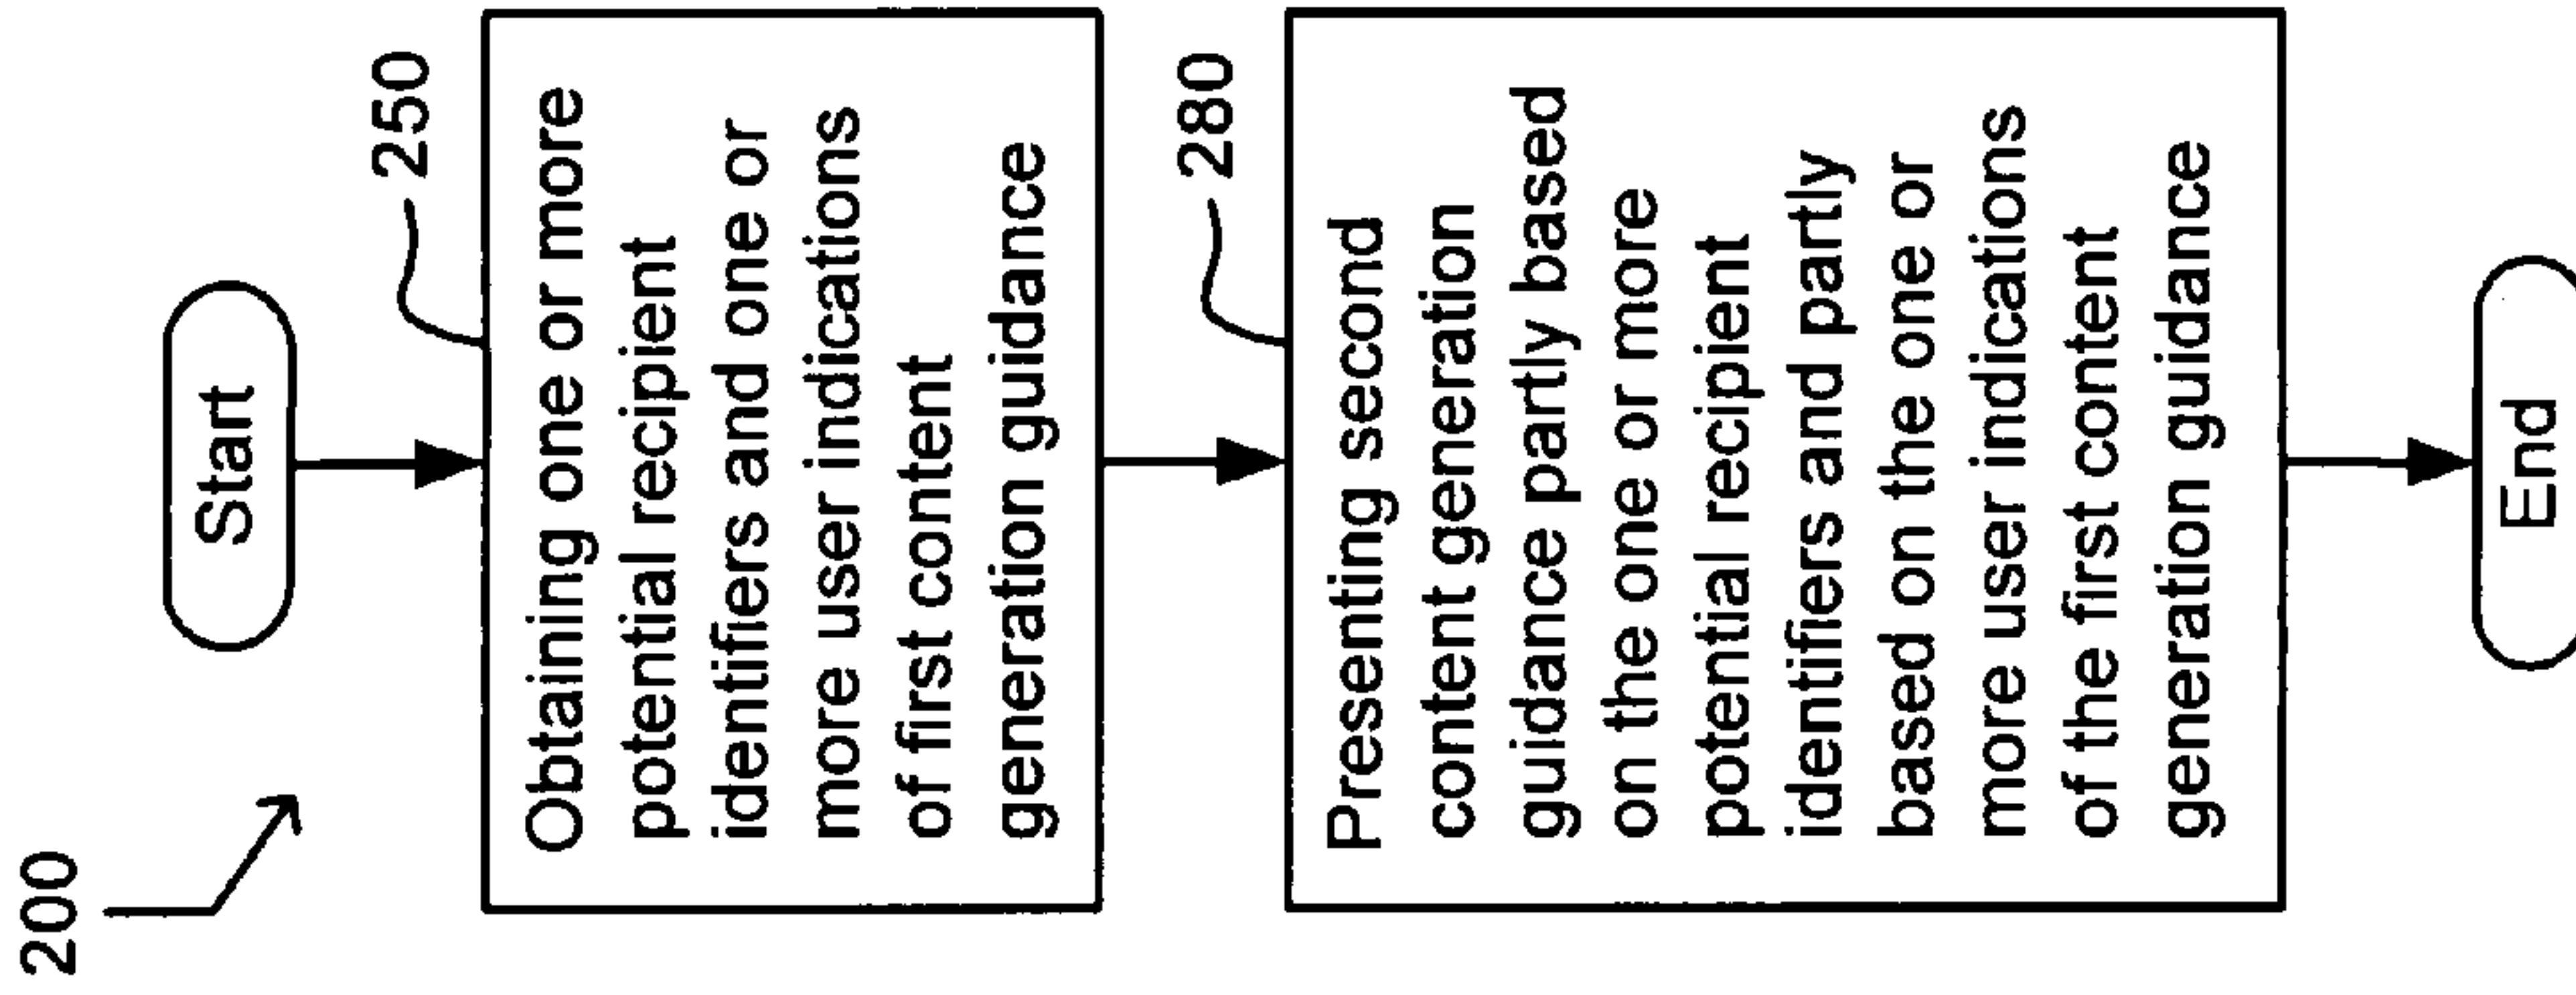 200
Start
250
Obtaining one or more
potential recipient
identifiers and one or
more user indications
of first content
generation guidance
280
Presenting second
content generation
guidance partly based
on the one or more
potential recipient
identifiers and partly
based on the one or
more user indications
of the first content
generation guidance
End